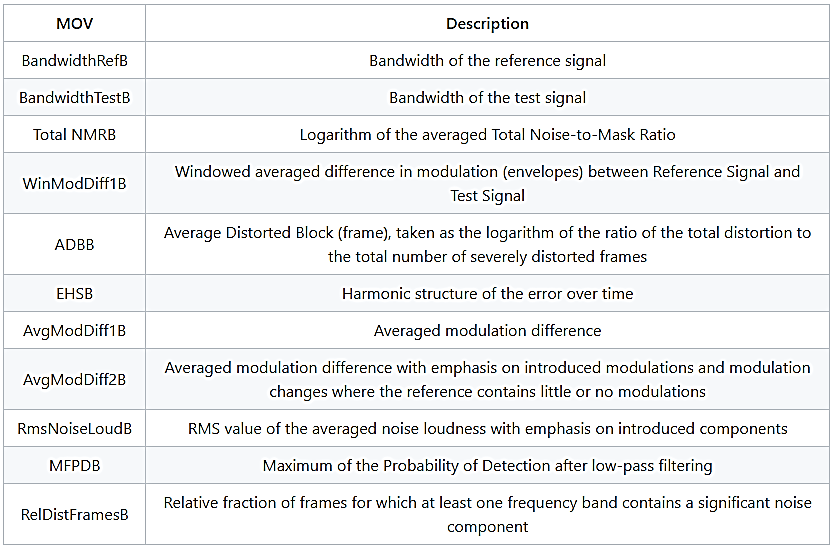 MOV Description
BandwidthRefB Bandwidth of the reference signal
BandwidthTestB Bandwidth of the test signal
Total NMRB Logarithm of the averaged Total Noise-to-Mask Ratio
WinModDiff1B Windowed averaged difference in modulation (envelopes) between Reference Signal and
Test Signal
ADBB Average Distorted Block (frame), taken as the logarithm of the ratio of the total distortion to
the total number of severely distorted frames
EHSB Harmonic structure of the error over time
AvgModDiff1B Averaged modulation difference
AvgModDiff2B Averaged modulation difference with emphasis on introduced modulations and modulation
changes where the reference contains little or no modulations
RmsNoiseLoudB RMS value of the averaged noise loudness with emphasis on introduced components
MFPDB Maximum of the Probability of Detection after low-pass filtering
RelDistFramesB Relative fraction of frames for which at least one frequency band contains a significant noise
component